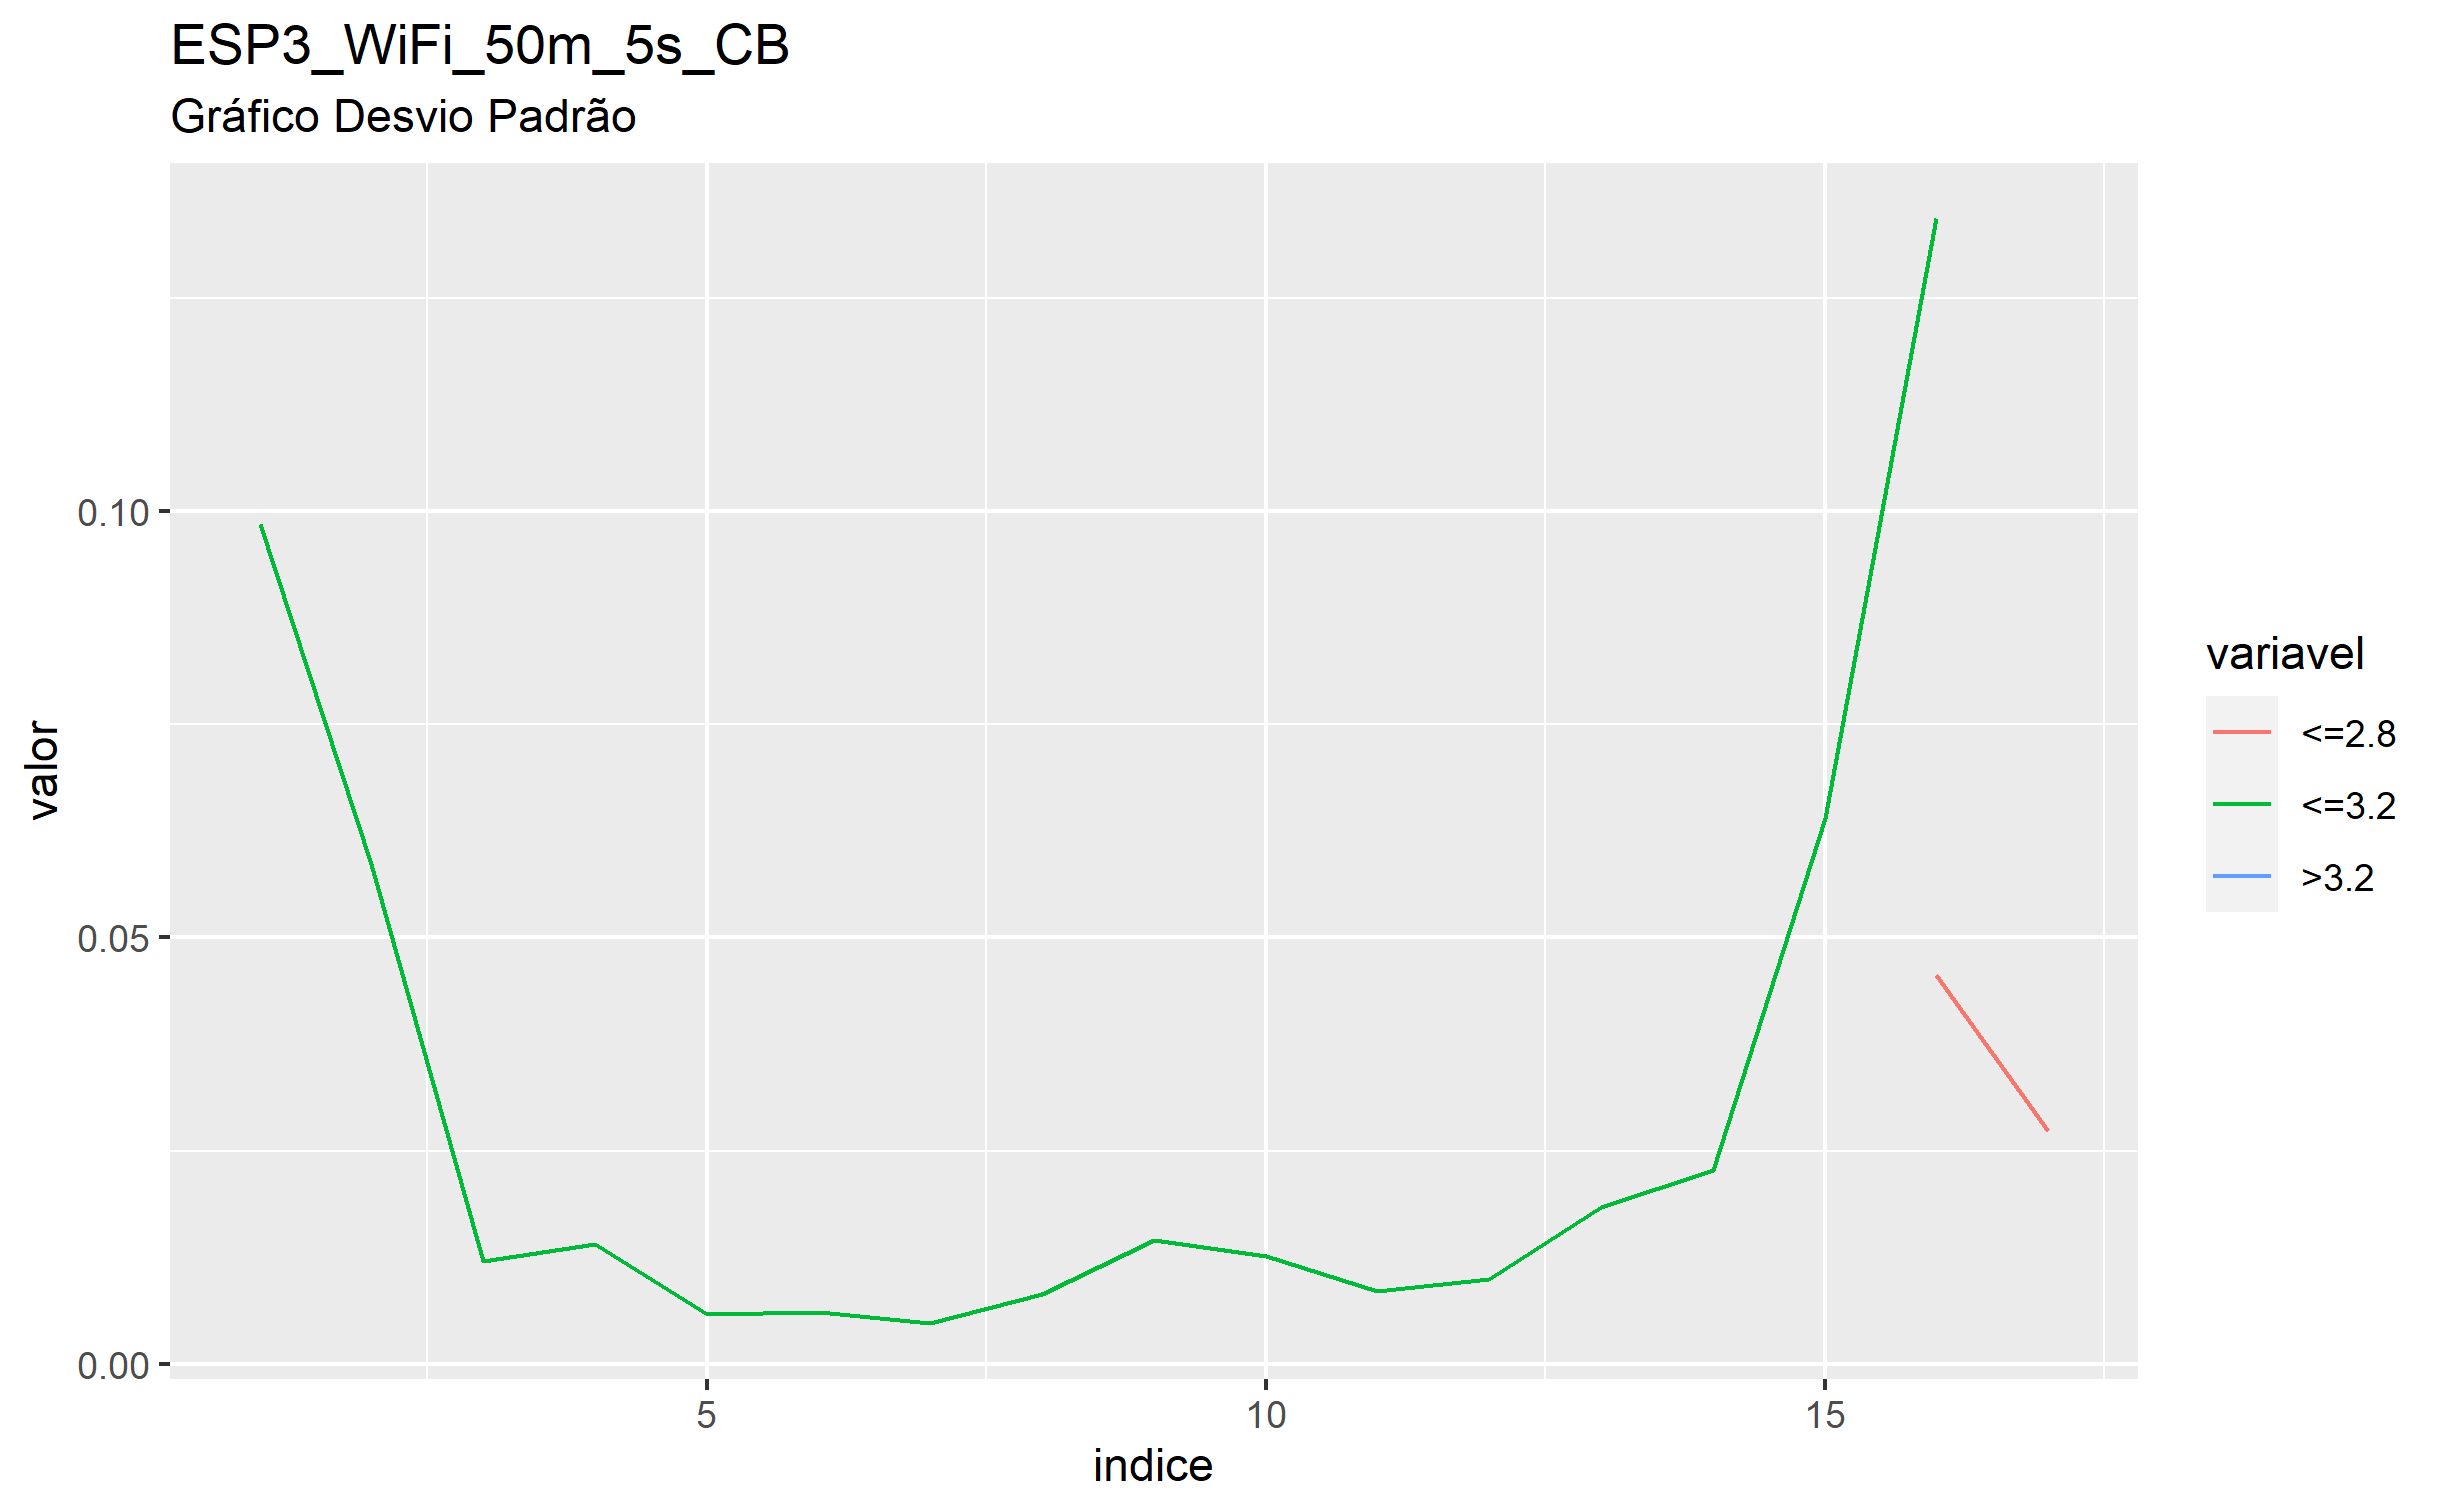 ESP3_WiFi_50m_5s_CB
Gráfico Desvio Padrão
valor
0.10
0.05
0.00
5
10
15
indice
variavel
<=2.8
<=3.2
>3.2